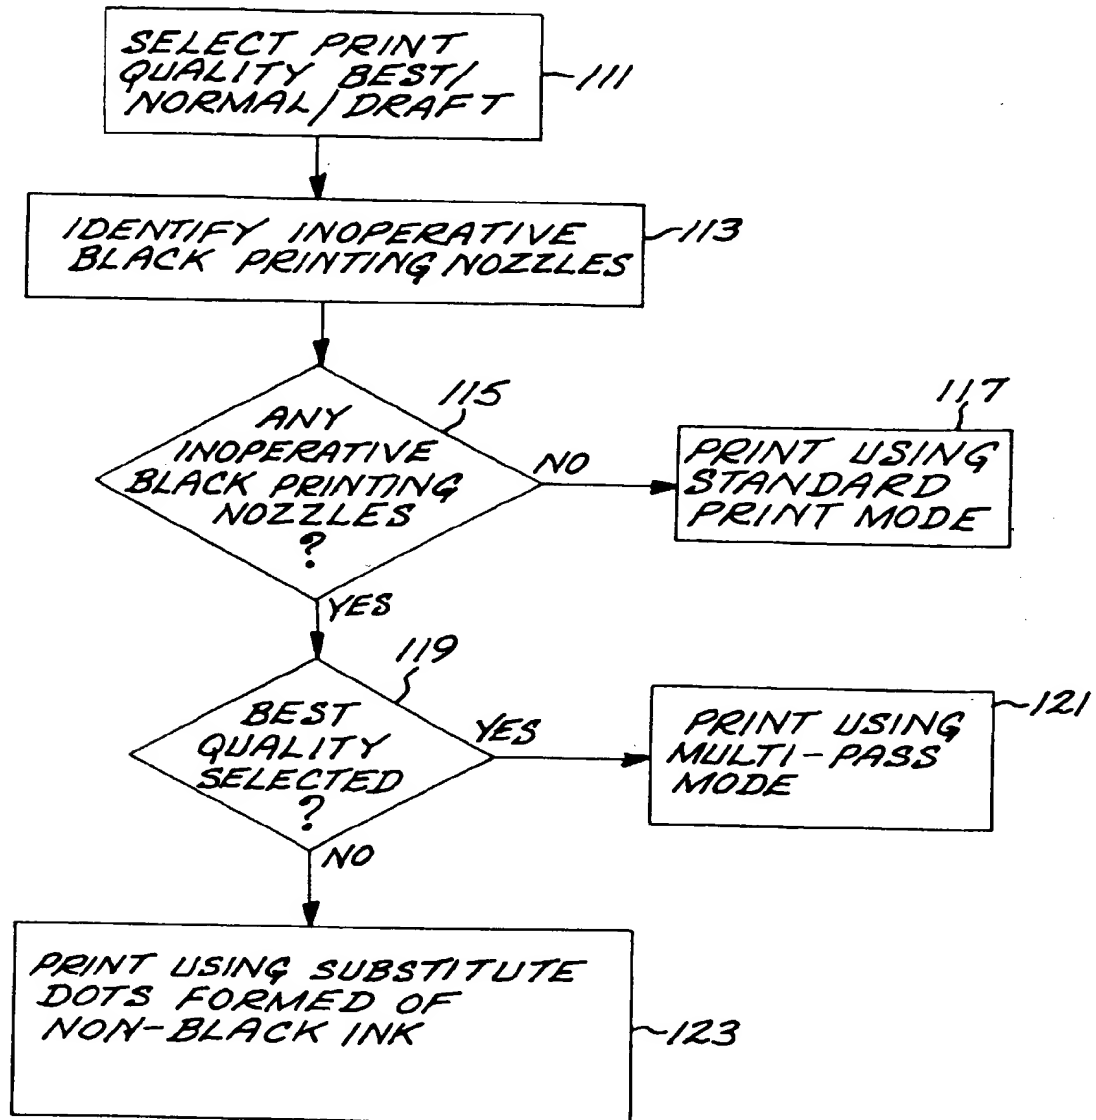 SELECT PRINT
QUALITY BEST/
NORMAL/DRAFT
111
IDENTIFY INOPERATIVE
BLACK PRINTING NOZZLES
113
115
ANY
INOPERATIVE
BLACK PRINTING
NOZZLES
?
NO
117
PRINT USING
STANDARD
PRINT MODE
YES
119
BEST
QUALITY
SELECTED
?
YES
121
PRINT USING
MULTI-PASS
MODE
NO
PRINT USING SUBSTITUTE
DOTS FORMED OF
NON-BLACK INK
123